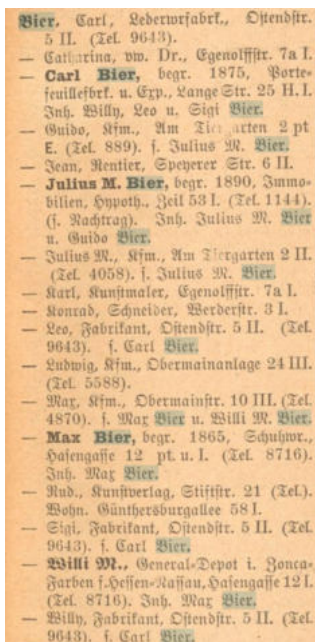 Bier, Carl, Lederwrfabrk., Ostendstr.
5 II. (Tel. 9643).
— Catharina, vw. Dr., Egenolffstr. 7a I.
— Carl Bier, begr. 1875, Porte-
feuillefbrk. u. Exp., Lange Str. 25 H. I.
Inh. Willy, Leo u. Sigi Bier.
— Guido, Kfm., Am Tiergarten 2 pt
E. (Tel. 889). s. Julius M. Bier.
— Jean, Rentier, Speyerer Str. 6 II.
— Julius M. Bier, begr. 1890, Immo-
bilien, Hypoth., Zeil 53 I. (Tel. 1144).
(s. Nachtrag). Inh. Julius M. Bier
u. Guido Bier.
— Julius M., Kfm., Am Tiergarten 2 II.
(Tel. 4058). s. Julius M. Bier.
— Karl, Kunstmaler, Egenolffstr. 7a I.
— Konrad, Schneider, Werderstr. 3 I.
— Leo, Fabrikant, Ostendstr. 5 II. (Tel.
9643). s. Carl Bier.
— Ludwig, Kfm., Obermainanlage 24 III.
(Tel. 5588).
— Max, Kfm., Obermainstr. 10 III. (Tel.
4870). s. Max Bier u. Willi M. Bier.
— Max Bier, begr. 1865, Schuhwr.,
Hasengasse 12 pt. u. I. (Tel. 8716).
Inh. Max Bier.
— Rud., Kunstverlag, Stiftstr. 21 (Tel.).
Wohn. Günthersburgallee 58 I.
— Sigi, Fabrikant, Ostendstr. 5 II. (Tel.
9643). s. Carl Bier.
— Willi M., General-Depot i. Zonca-
Farben f. Hessen-Nassau, Hasengasse 12 I.
(Tel. 8716). Inh. Max Bier.
— Willy, Fabrikant, Ostendstr. 5 II. (Tel.
9643). s. Carl Bier.